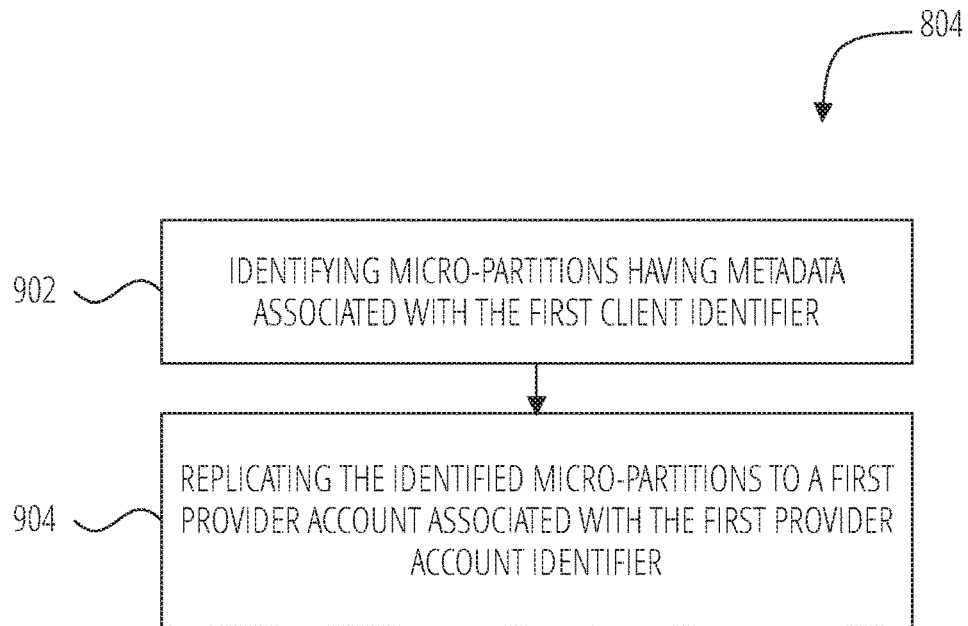 804
902
IDENTIFYING MICRO-PARTITIONS HAVING METADATA
ASSOCIATED WITH THE FIRST CLIENT IDENTIFIER
904
REPLICATING THE IDENTIFIED MICRO-PARTITIONS TO A FIRST
PROVIDER ACCOUNT ASSOCIATED WITH THE FIRST PROVIDER
ACCOUNT IDENTIFIER